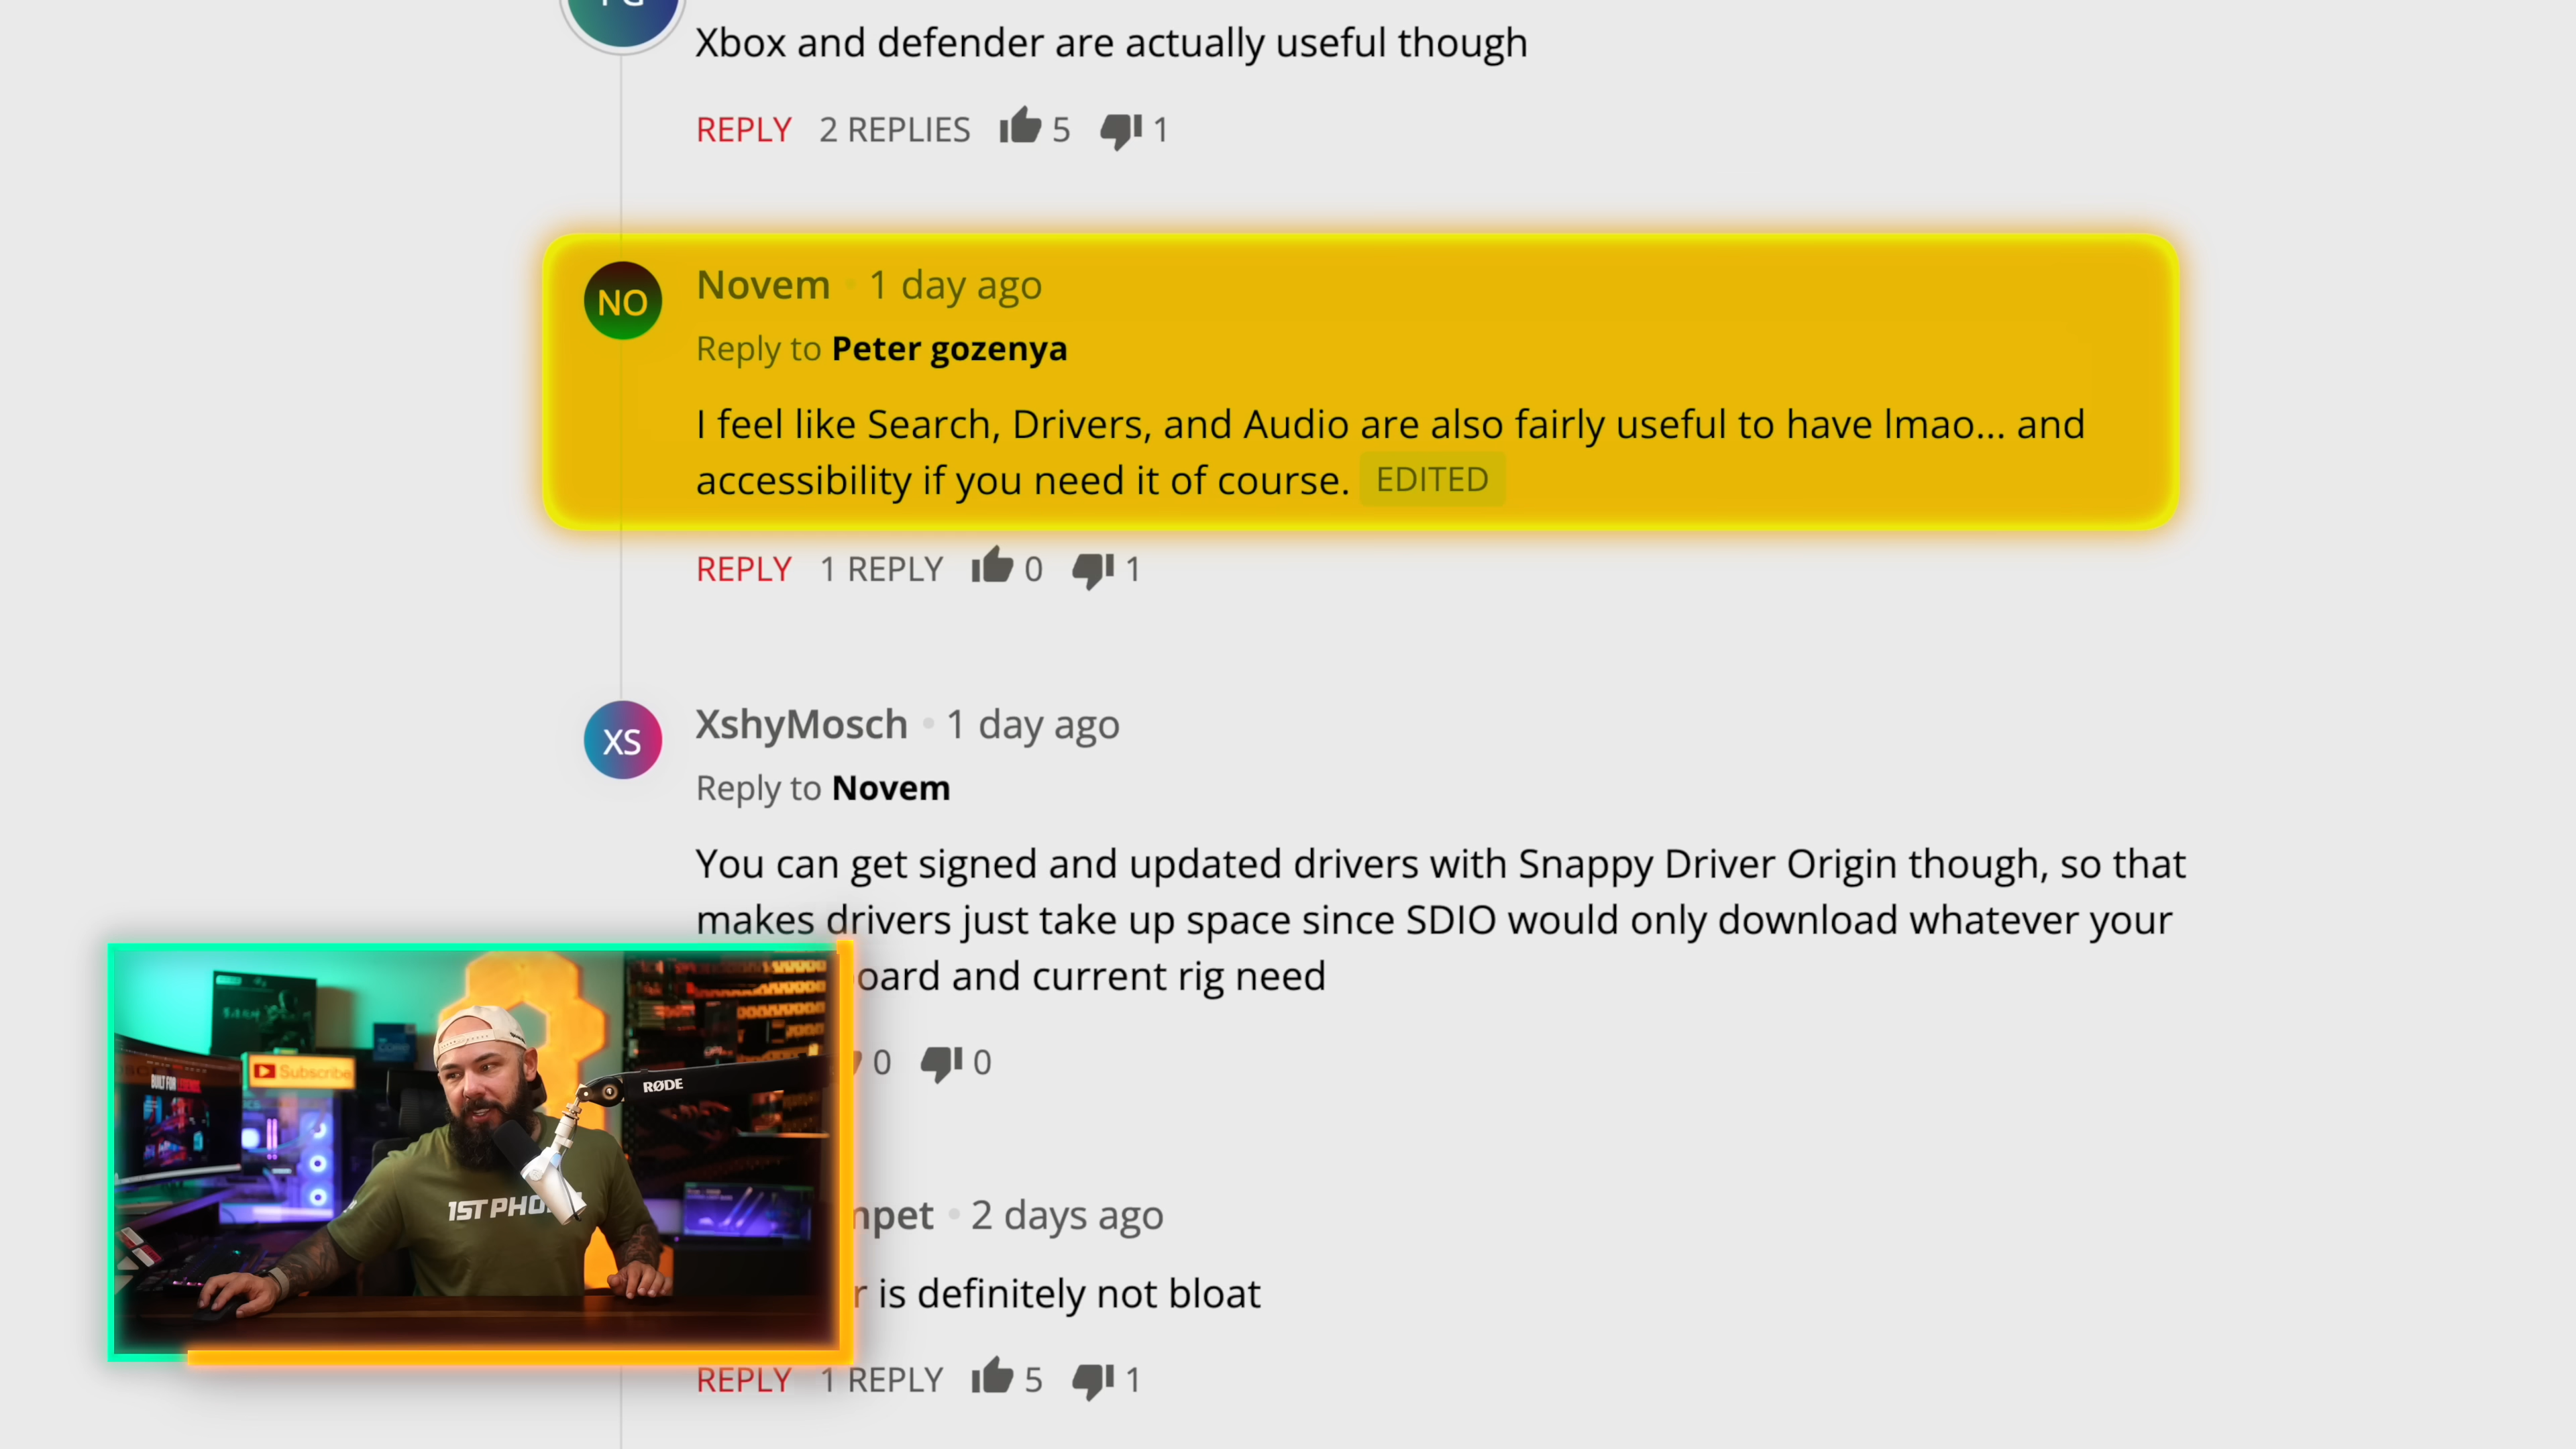 Xbox and defender are actually useful though
REPLY 2 REPLIES 5 1
NO
Novem • 1 day ago
Reply to Peter gozenya
I feel like Search, Drivers, and Audio are also fairly useful to have lmao... and
accessibility if you need it of course. EDITED
REPLY 1 REPLY 0 1
XS
XshyMosch • 1 day ago
Reply to Novem
You can get signed and updated drivers with Snappy Driver Origin though, so that
makes drivers just take up space since SDIO would only download whatever your
oard and current rig need
0 0
npet • 2 days ago
r is definitely not bloat
REPLY 1 REPLY 5 1
BUILT FOR
Subscribe
RØDE
1ST PHO